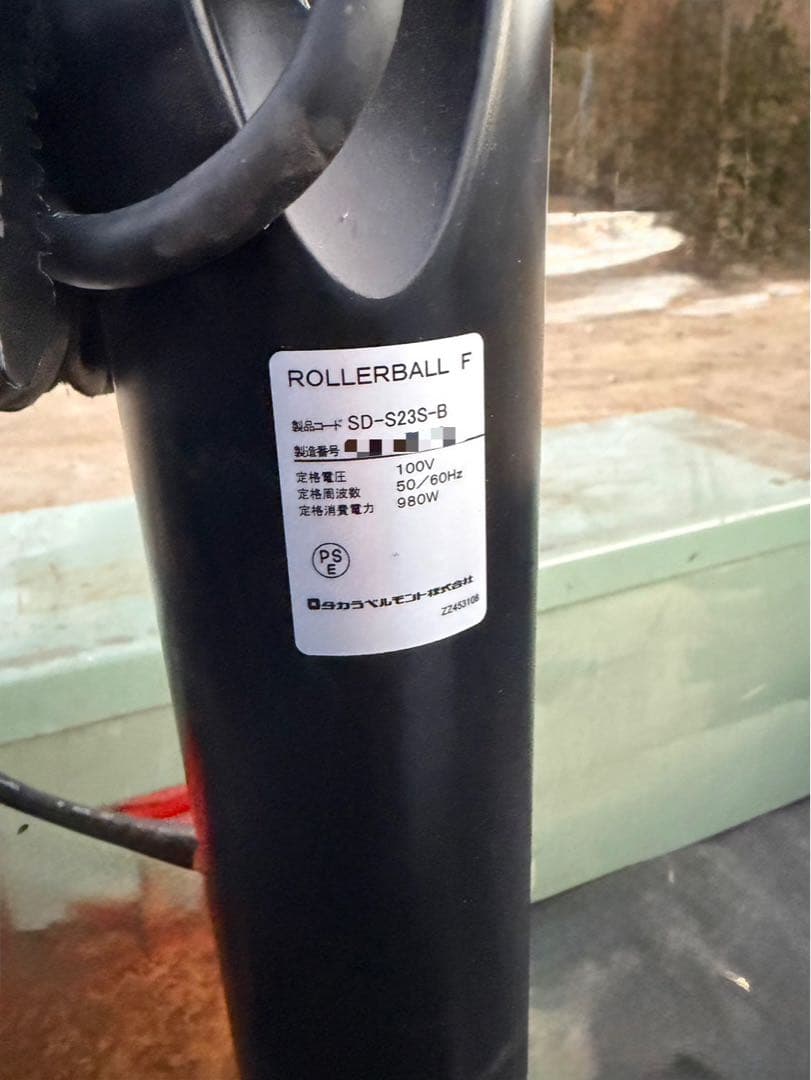 ROLLERBALL F
製品コード SD-S23S-B
製造番号
定格電圧 100V
定格周波数 50/60Hz
定格消費電力 980W
PS
E
タカラベルモント株式会社
ZZ453108